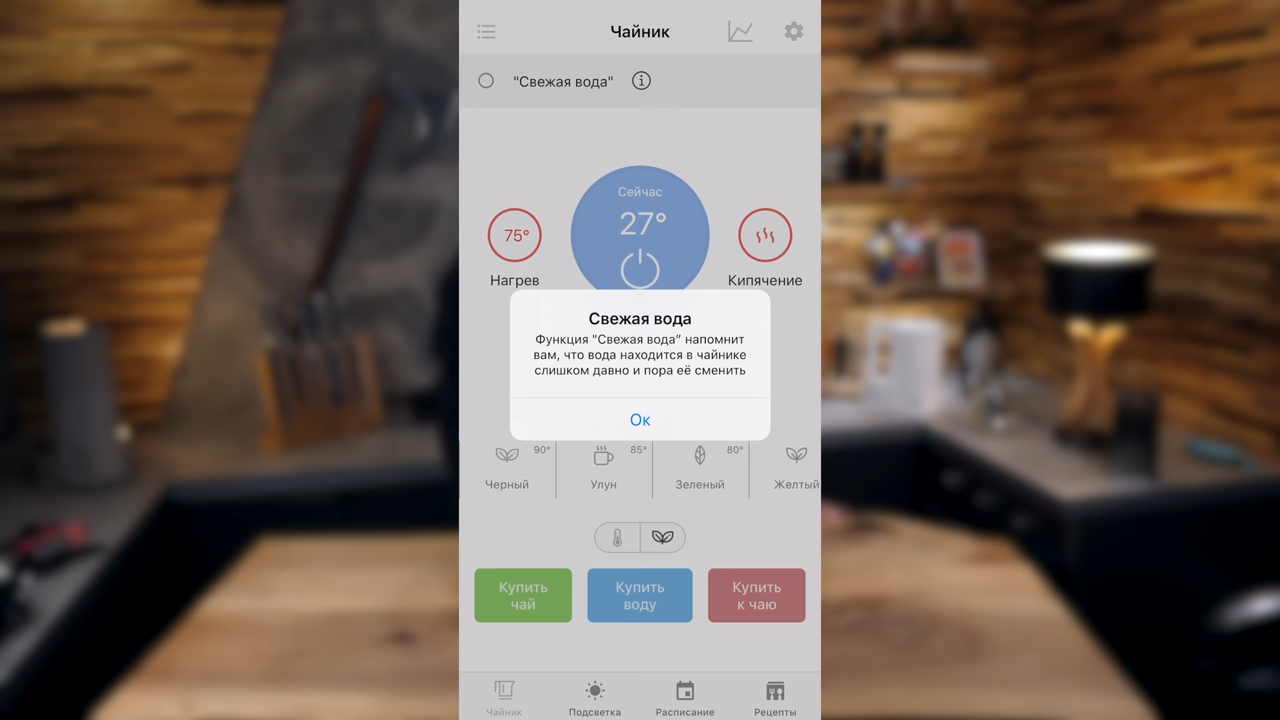 Чайник
"Свежая вода"
Сейчас
27°
75°
Нагрев
Кипячение
Свежая вода
Функция "Свежая вода" напомнит
вам, что вода находится в чайнике
слишком давно и пора её сменить
Ок
90°
85°
80°
Черный
Улун
Зеленый
Желтый
Купить
чай
Купить
воду
Купить
к чаю
Чайник
Подсветка
Расписание
Рецепты